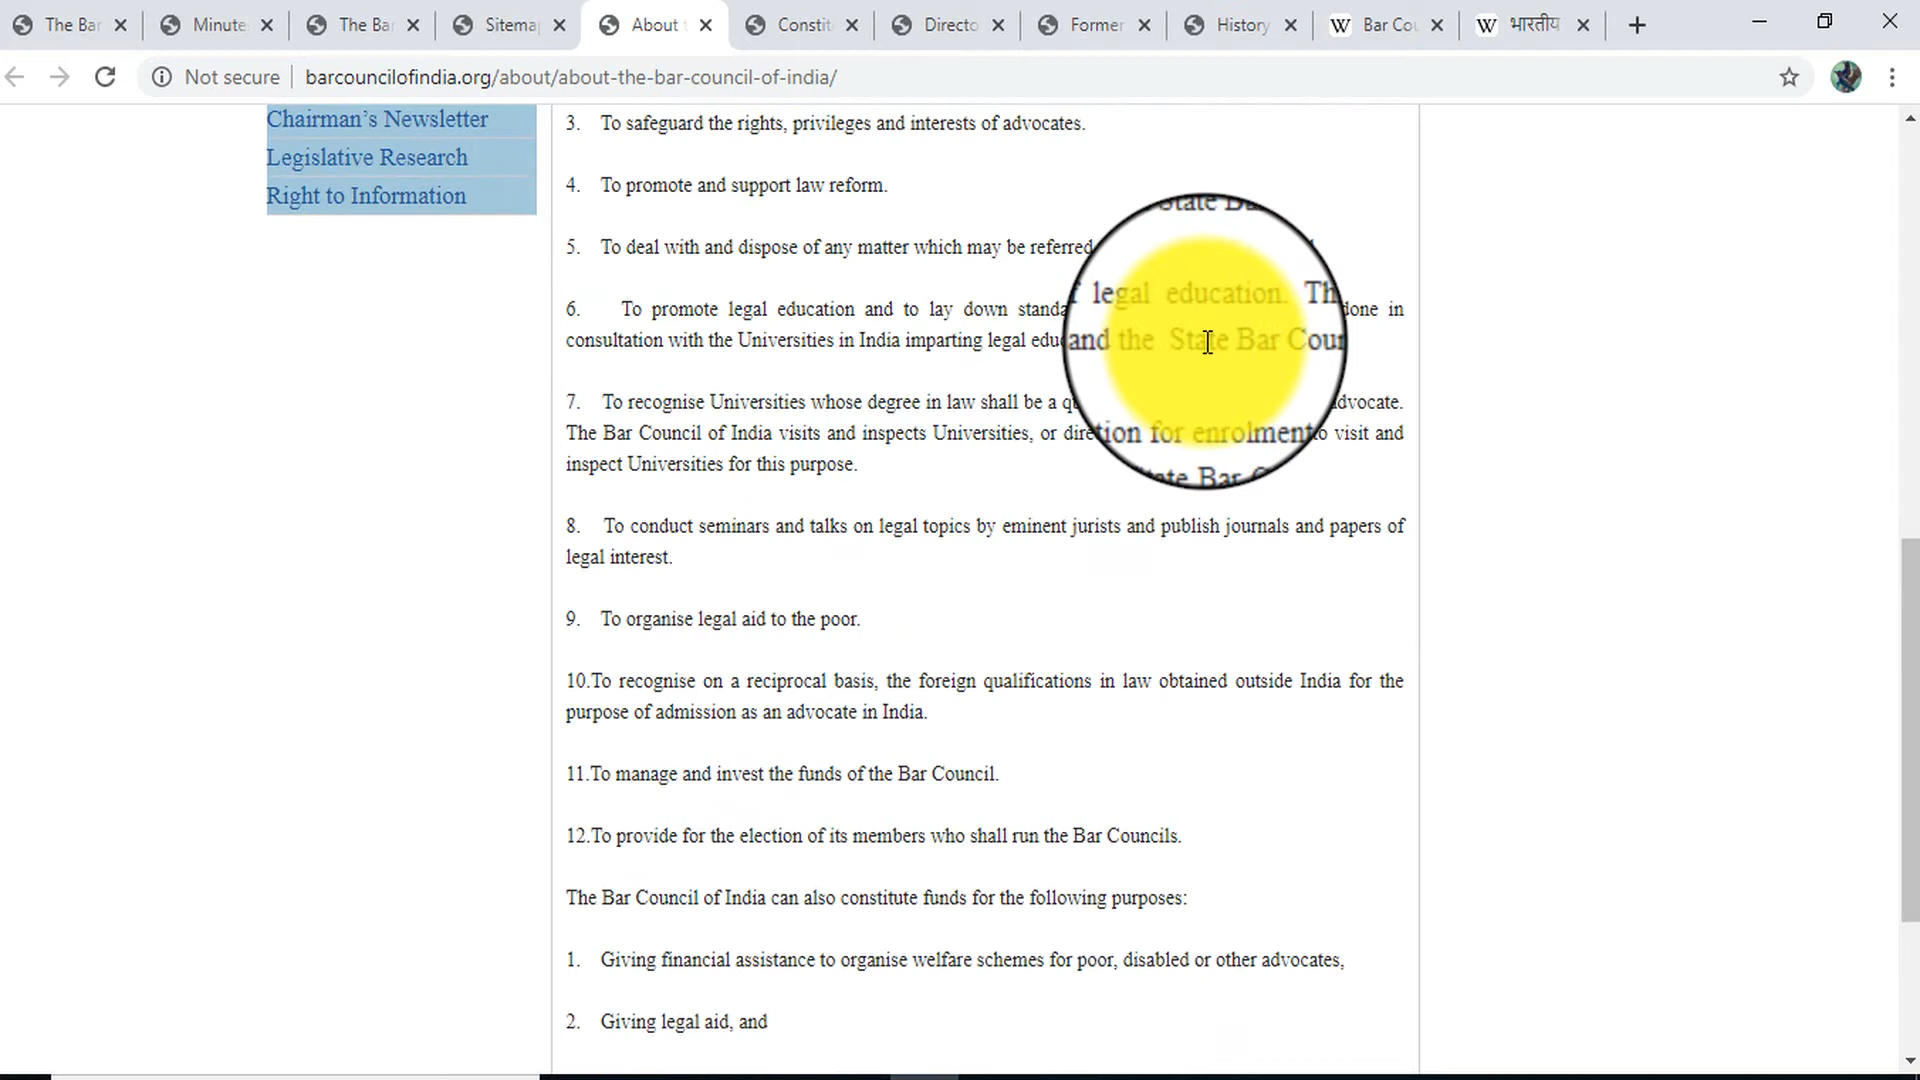 The Bar
Minute
The Bar
Sitema
About t
Constit
Directo
Former
History
Bar Cou
भारतीय
Not secure
barcouncilofindia.org/about/about-the-bar-council-of-india/
Chairman’s Newsletter
Legislative Research
Right to Information
3. To safeguard the rights, privileges and interests of advocates.
4. To promote and support law reform.
5. To deal with and dispose of any matter which may be referred
6. To promote legal education and to lay down standa legal education. Th done in
consultation with the Universities in India imparting legal edu and the State Bar Coun
7. To recognise Universities whose degree in law shall be a qu dvocate.
The Bar Council of India visits and inspects Universities, or dire tion for enrolment o visit and
inspect Universities for this purpose.
8. To conduct seminars and talks on legal topics by eminent jurists and publish journals and papers of
legal interest.
9. To organise legal aid to the poor.
10.To recognise on a reciprocal basis, the foreign qualifications in law obtained outside India for the
purpose of admission as an advocate in India.
11.To manage and invest the funds of the Bar Council.
12.To provide for the election of its members who shall run the Bar Councils.
The Bar Council of India can also constitute funds for the following purposes:
1. Giving financial assistance to organise welfare schemes for poor, disabled or other advocates,
2. Giving legal aid, and